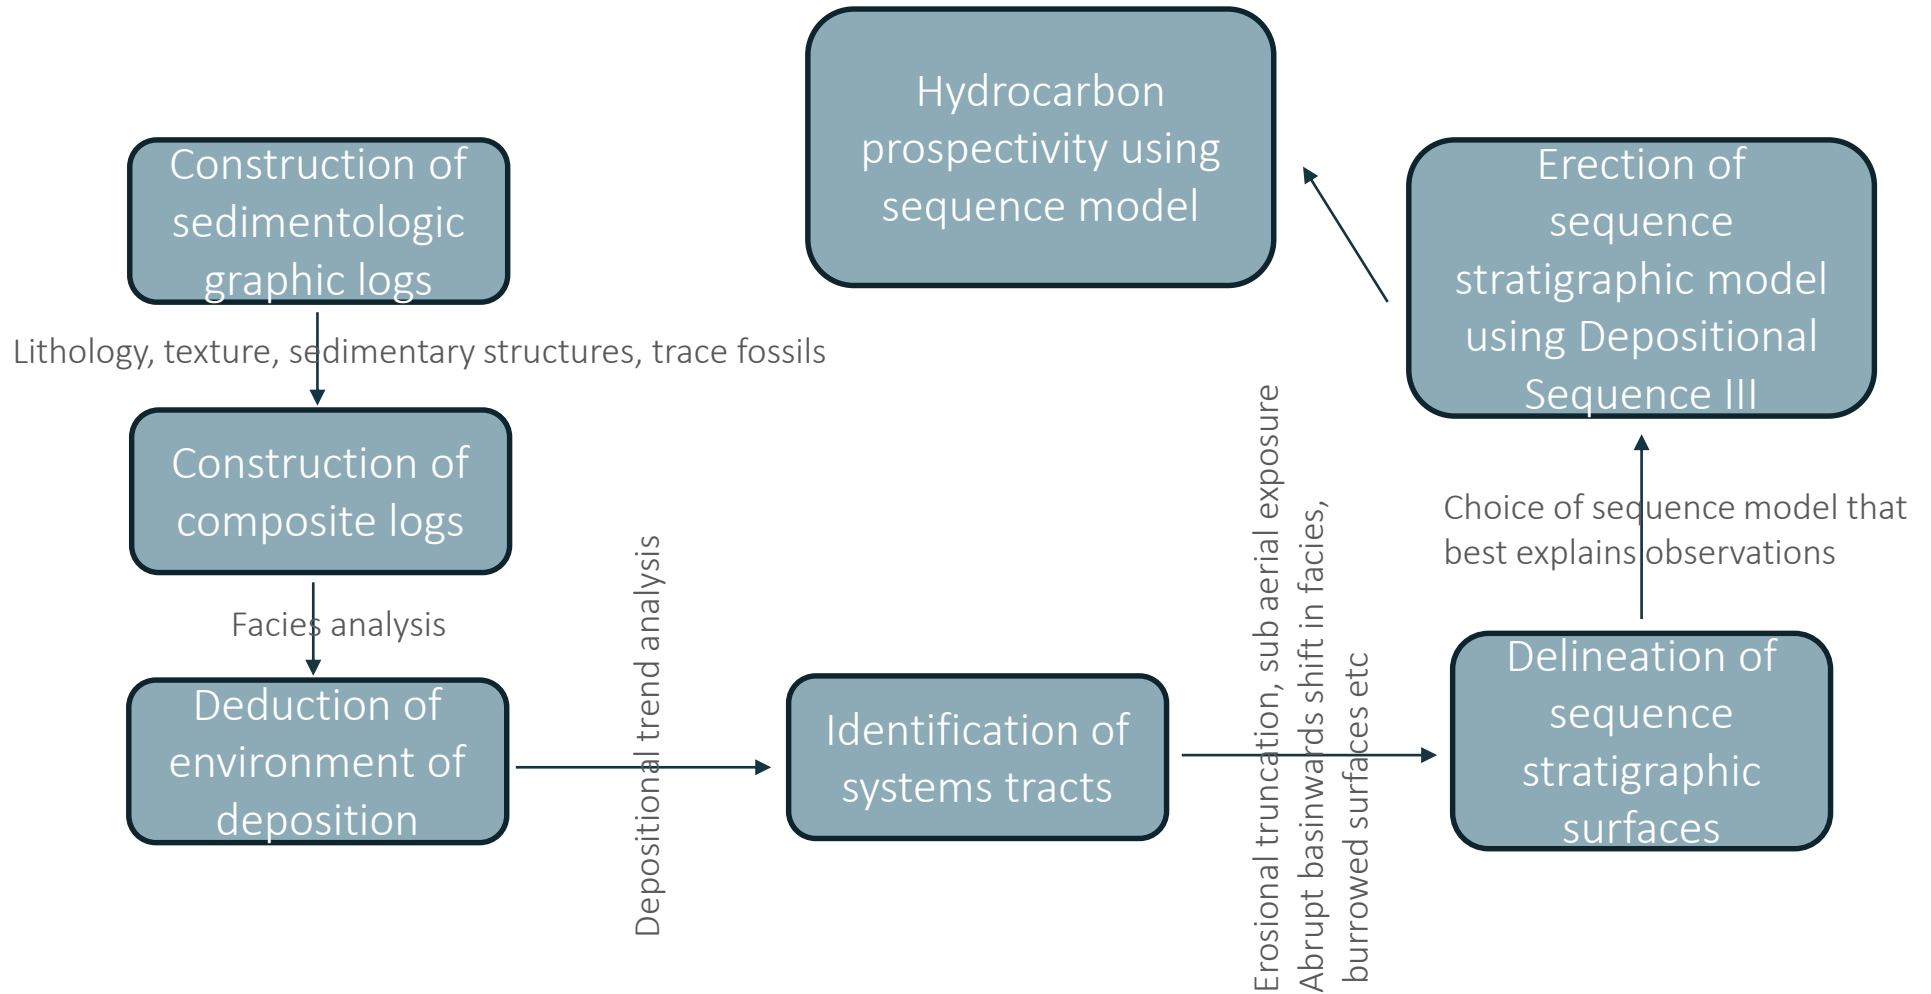 Construction of
sedimentologic
graphic logs
Lithology, texture, sedimentary structures, trace fossils
Construction of
composite logs
Facies analysis
Deduction of
environment of
deposition
Depositional trend analysis
Identification of
systems tracts
Erosional truncation, sub aerial exposure
Abrupt basinwards shift in facies,
burrowed surfaces etc
Delineation of
sequence
stratigraphic
surfaces
Choice of sequence model that
best explains observations
Erection of
sequence
stratigraphic model
using Depositional
Sequence III
Hydrocarbon
prospectivity using
sequence model